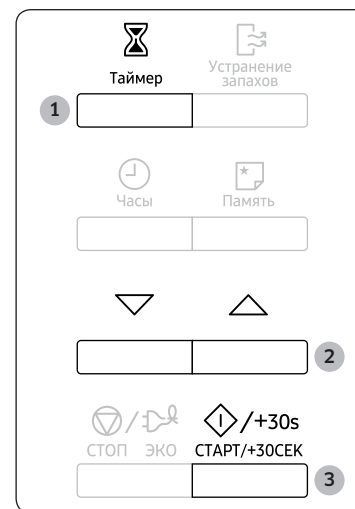 Таймер
Устранение
запахов
1
Часы
Память
2
/
/+30s
СТОП ЭКО
СТАРТ/+30СЕК
3